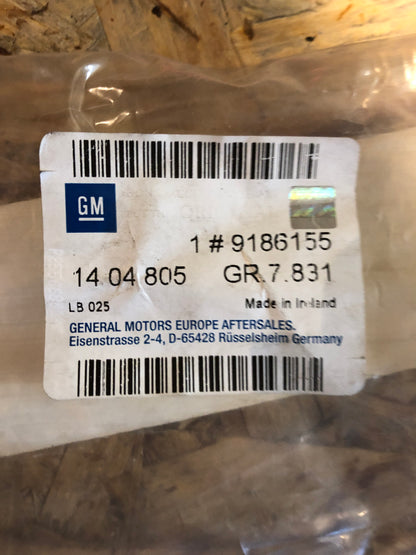 GM
1 # 9186155
14 04 805 GR.7.831
LB 025 Made in Ireland
GENERAL MOTORS EUROPE AFTERSALES.
Eisenstrasse 2-4, D-65428 Rüsselsheim Germany